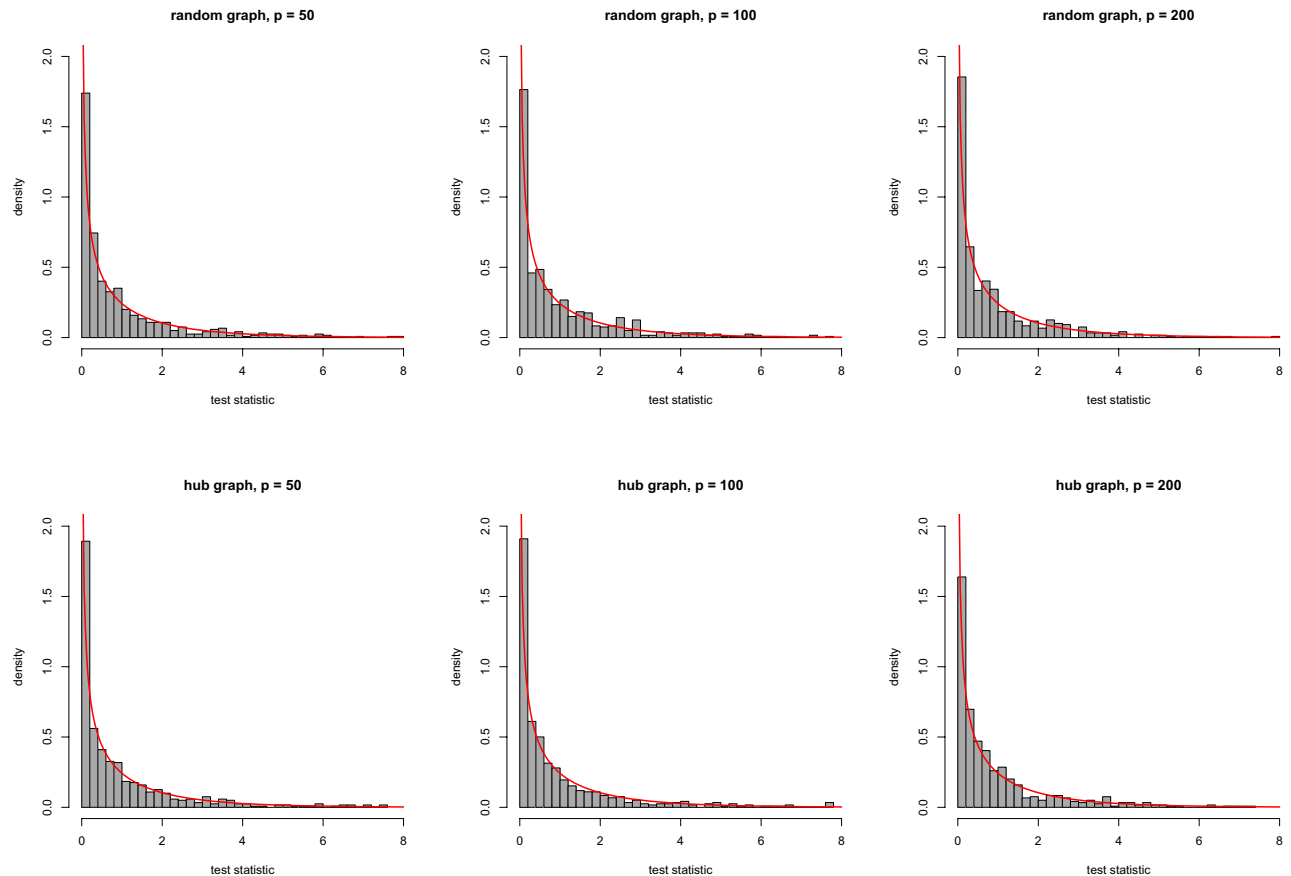 random graph, p = 50
random graph, p = 100
random graph, p = 200
density
2.0
1.5
1.0
0.5
0.0
0 2 4 6 8
test statistic
density
2.0
1.5
1.0
0.5
0.0
0 2 4 6 8
test statistic
density
2.0
1.5
1.0
0.5
0.0
0 2 4 6 8
test statistic
hub graph, p = 50
hub graph, p = 100
hub graph, p = 200
density
2.0
1.5
1.0
0.5
0.0
0 2 4 6 8
test statistic
density
2.0
1.5
1.0
0.5
0.0
0 2 4 6 8
test statistic
density
2.0
1.5
1.0
0.5
0.0
0 2 4 6 8
test statistic